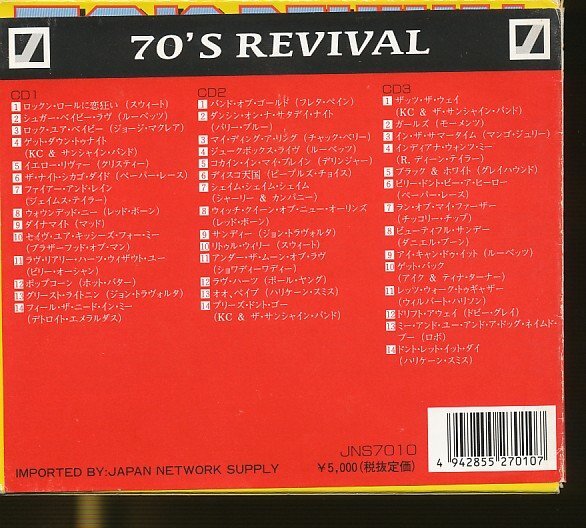 7
70'S REVIVAL
7
CD1
1 ロックン・ロールに恋狂い (スウィート)
2 シュガー・ベイビー・ラヴ (ルーベッツ)
3 ロック・ユア・ベイビー (ジョージ・マクレア)
4 ゲット・ダウン・トゥナイト
(KC & サンシャイン・バンド)
5 イエロー・リヴァー (クリスティー)
6 ザ・ナイト・シカゴ・ダイド (ペーパー・レース)
7 ファイアー・アンド・レイン
(ジェイムス・テイラー)
8 ウォウンデッド・ニー (レッド・ボーン)
9 ダイナマイト (マッド)
10 セイヴ・ユア・キッシーズ・フォー・ミー
(ブラザーフッド・オブ・マン)
11 ラヴ・リアリー・ハーツ・ウィザウト・ユー
(ビリー・オーシャン)
12 ポップコーン (ホット・バター)
13 グリースト・ライトニン (ジョン・トラヴォルタ)
14 フィール・ザ・ニード・イン・ミー
(デトロイト・エメラルダス)
CD2
1 バンド・オブ・ゴールド (フレタ・ペイン)
2 ダンシン・オン・ア・サタデイ・ナイト
(バリー・ブルー)
3 マイ・ディング・ア・リング (チャック・ベリー)
4 ジュークボックス・ライヴ (ルーベッツ)
5 コカイン・イン・マイ・ブレイン (デリンジャー)
6 ディスコ天国 (ピープルズ・チョイス)
7 シェイム・シェイム・シェイム
(シャーリー & カンパニー)
8 ウィッチ・クイーン・オブ・ニュー・オーリンズ
(レッド・ボーン)
9 サンディー (ジョン・トラヴォルタ)
10 リトゥル・ウィリー (スウィート)
11 アンダー・ザ・ムーン・オブ・ラヴ
(ショワディーワディー)
12 ラヴ・ハーツ (ポール・ヤング)
13 オオ、ベイブ (ハリケーン・スミス)
14 プリーズ・ドント・ゴー
(KC & ザ・サンシャイン・バンド)
CD3
1 ザッツ・ザ・ウェイ
(KC & ザ・サンシャイン・バンド)
2 ガールズ (モーメンツ)
3 イン・ザ・サマータイム (マンゴ・ジェリー)
4 インディアナ・ウォンツ・ミー
(R. ディーン・テイラー)
5 ブラック & ホワイト (グレイハウンド)
6 ビリー・ドント・ビー・ア・ヒーロー
(ペーパー・レース)
7 サン・オブ・マイ・ファーザー
(チッコリー・チップ)
8 ビューティフル・サンデー
(ダニエル・ブーン)
9 アイ・キャン・ドゥ・イット (ルーベッツ)
10 ゲット・バック
(アイク & ティナ・ターナー)
11 レッツ・ウォーク・トゥギャザー
(ウィルバート・ハリソン)
12 ドリフト・アウェイ (ドビー・グレイ)
13 ミー・アンド・ユー・アンド・ア・ドッグ・ネイムド・
ブー (ロボ)
14 ドント・レット・イット・ダイ
(ハリケーン・スミス)
JNS7010
IMPORTED BY:JAPAN NETWORK SUPPLY
¥5,000(税抜定価)
4 942855 270107